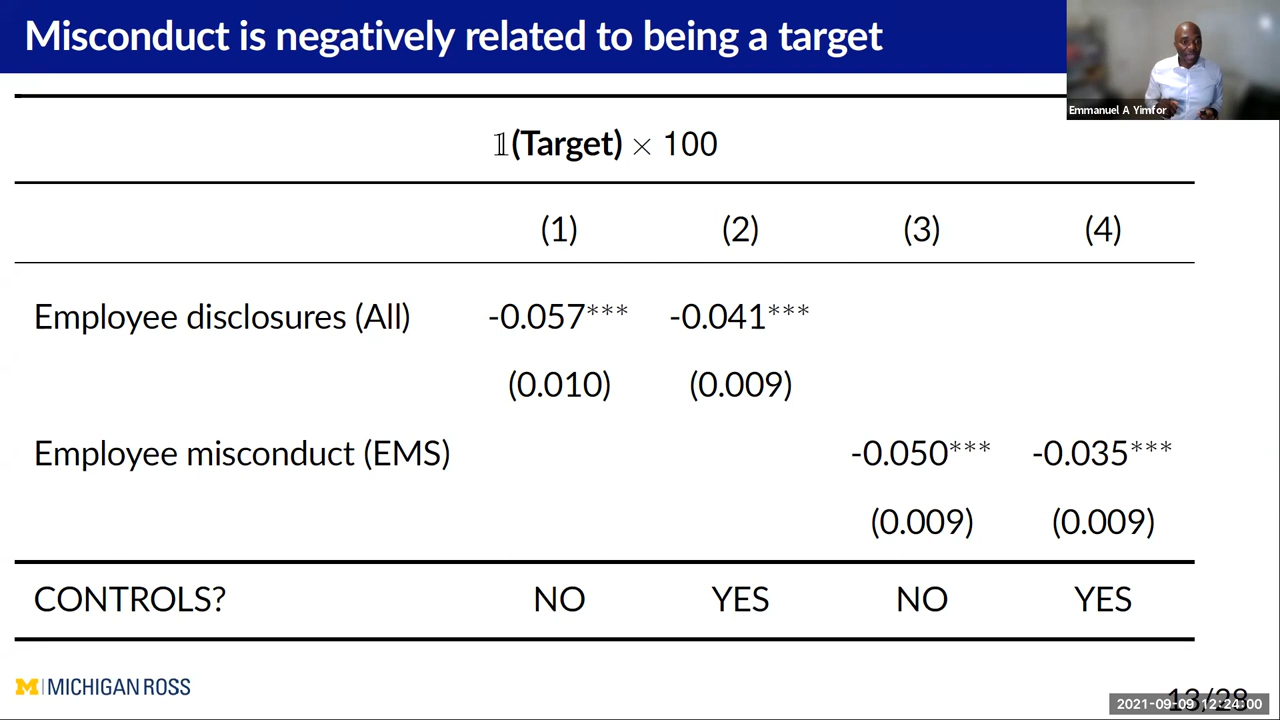 Misconduct is negatively related to being a target
Emmanuel A Yimfor
𝟙(Target) × 100
(1) (2) (3) (4)
Employee disclosures (All) -0.057*** -0.041***
(0.010) (0.009)
Employee misconduct (EMS) -0.050*** -0.035***
(0.009) (0.009)
CONTROLS? NO YES NO YES
M | MICHIGAN ROSS
13/28
2021-09-09 12:24:00